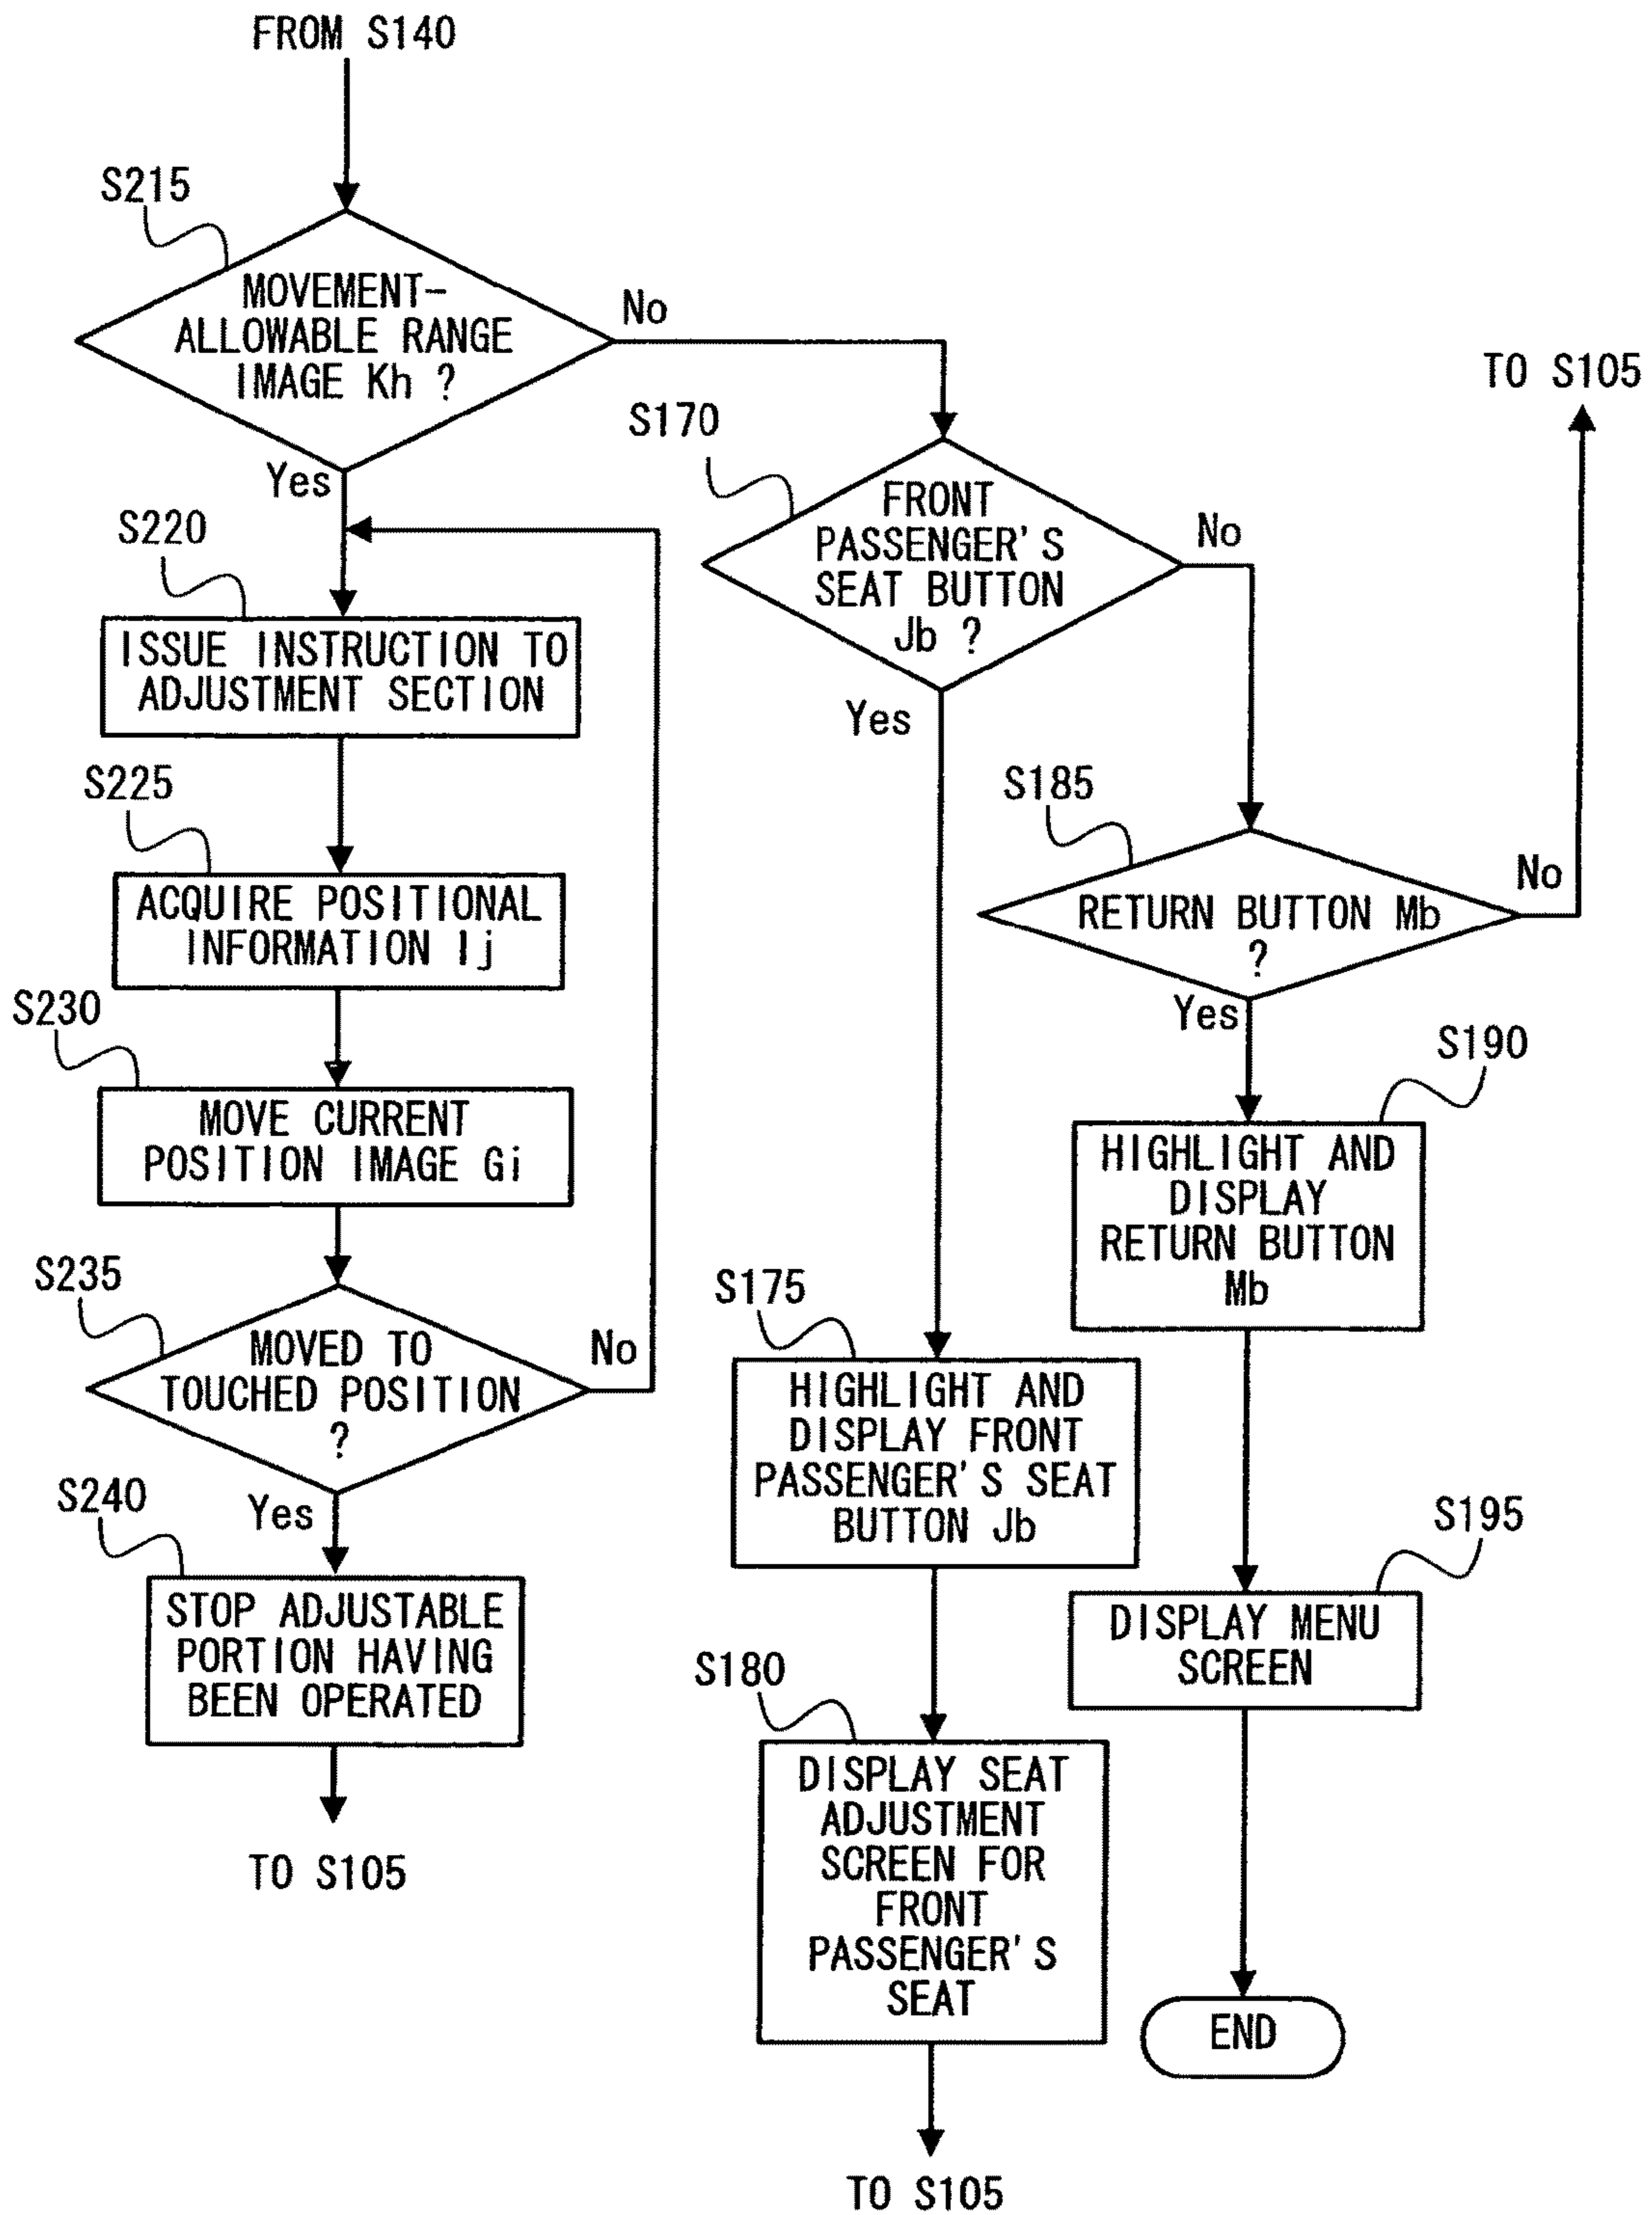 FROM S140
S215
MOVEMENT-
ALLOWABLE RANGE
IMAGE Kh ?
No
Yes
S220
ISSUE INSTRUCTION TO
ADJUSTMENT SECTION
S225
ACQUIRE POSITIONAL
INFORMATION Ij
S230
MOVE CURRENT
POSITION IMAGE Gi
S235
MOVED TO
TOUCHED POSITION
?
No
Yes
S240
STOP ADJUSTABLE
PORTION HAVING
BEEN OPERATED
TO S105
S170
FRONT
PASSENGER'S
SEAT BUTTON
Jb ?
No
Yes
S175
HIGHLIGHT AND
DISPLAY FRONT
PASSENGER'S SEAT
BUTTON Jb
S180
DISPLAY SEAT
ADJUSTMENT
SCREEN FOR
FRONT
PASSENGER'S
SEAT
TO S105
S185
RETURN BUTTON Mb
?
No
TO S105
Yes
S190
HIGHLIGHT AND
DISPLAY
RETURN BUTTON
Mb
S195
DISPLAY MENU
SCREEN
END